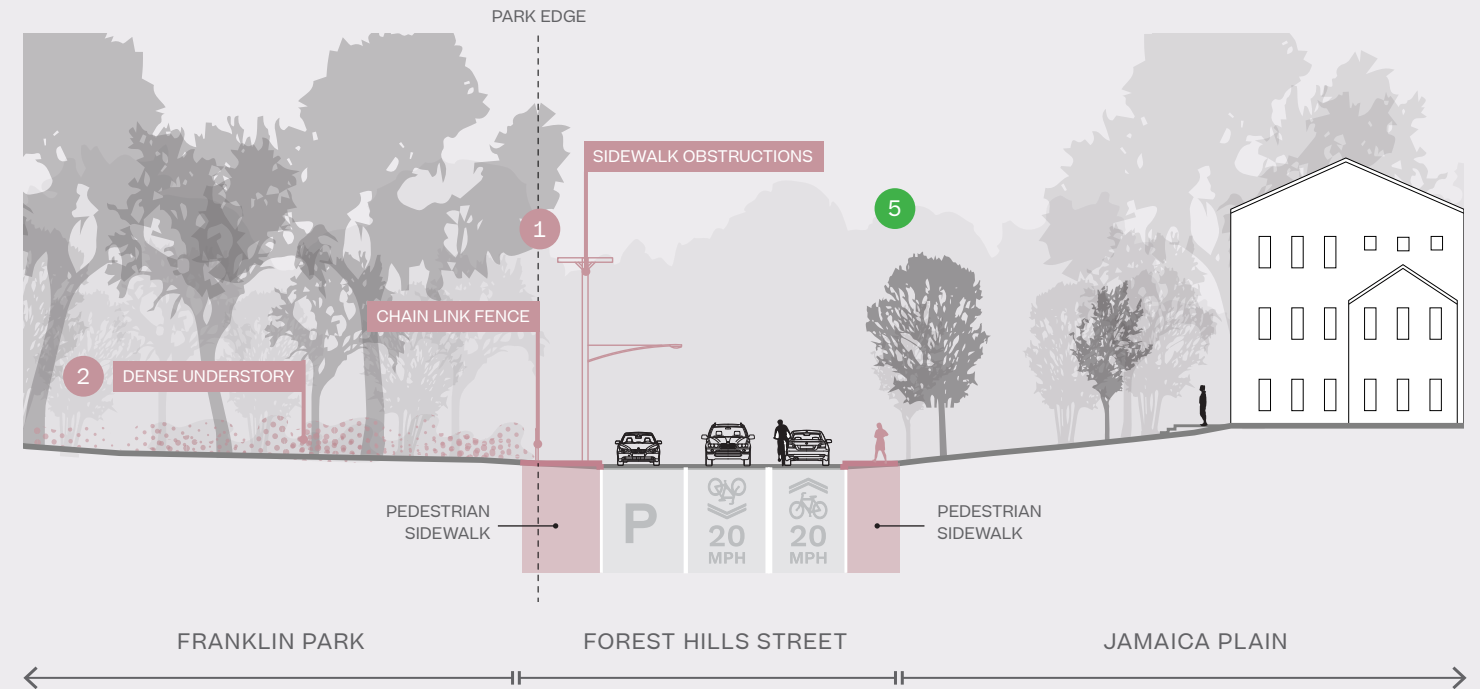 PARK EDGE
SIDEWALK OBSTRUCTIONS
5
1
CHAIN LINK FENCE
2
DENSE UNDERSTORY
PEDESTRIAN
SIDEWALK
P
20
MPH
20
MPH
PEDESTRIAN
SIDEWALK
FRANKLIN PARK
FOREST HILLS STREET
JAMAICA PLAIN